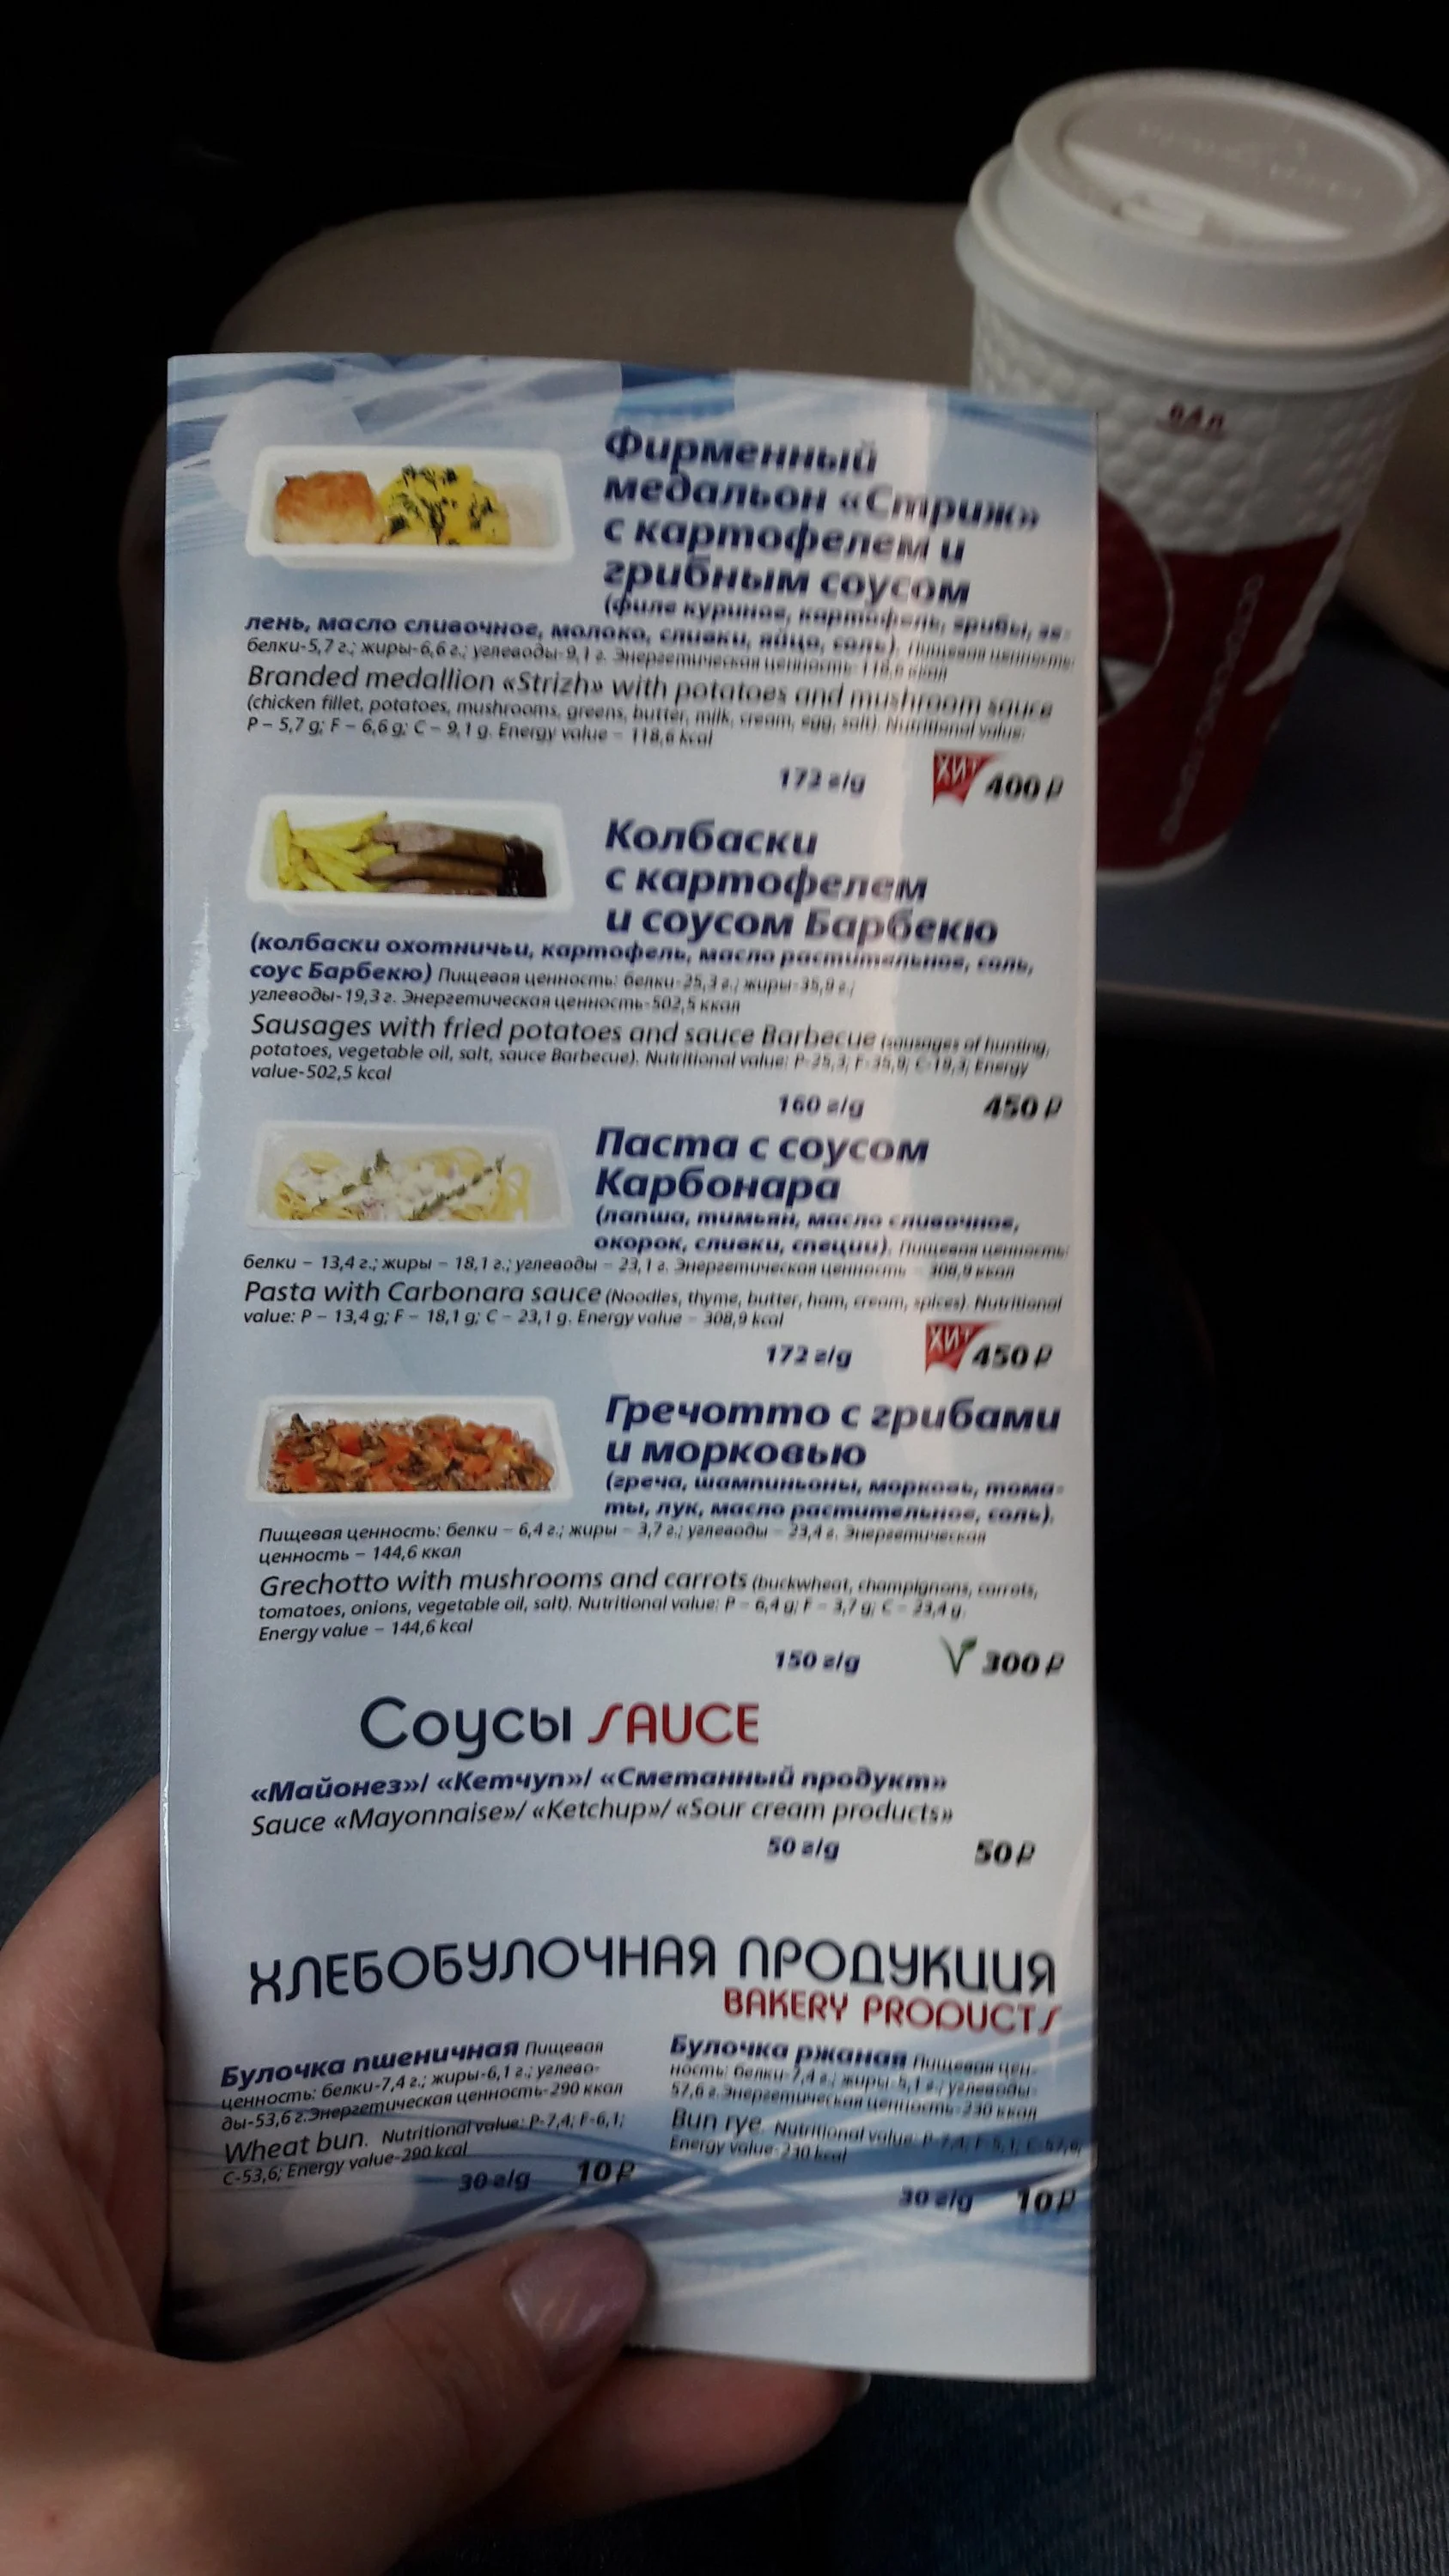 Фирменный
медальон «Стриж»
с картофелем и
грибным соусом
(филе куриное, картофель, грибы, зе-
лень, масло сливочное, молоко, сливки, яйцо, соль). Пищевая ценность:
белки-5,7 г.; жиры-6,6 г.; углеводы-9,1 г. Энергетическая ценность- 118,6 ккал
Branded medallion «Strizh» with potatoes and mushroom sauce
(chicken fillet, potatoes, mushrooms, greens, butter, milk, cream, egg, salt). Nutritional value:
P – 5,7 g; F – 6,6 g; C – 9,1 g. Energy value – 118,6 kcal
172 г/g ХИТ 400 ₽
Колбаски
с картофелем
и соусом Барбекю
(колбаски охотничьи, картофель, масло растительное, соль,
соус Барбекю) Пищевая ценность: белки-25,3 г.; жиры-35,9 г.;
углеводы-19,3 г. Энергетическая ценность-502,5 ккал
Sausages with fried potatoes and sauce Barbecue (sausages of hunting,
potatoes, vegetable oil, salt, sauce Barbecue). Nutritional value: P-25,3; F-35,9; C-19,3; Energy
value-502,5 kcal
160 г/g 450 ₽
Паста с соусом
Карбонара
(лапша, тимьян, масло сливочное,
окорок, сливки, специи). Пищевая ценность:
белки – 13,4 г.; жиры – 18,1 г.; углеводы – 23,1 г. Энергетическая ценность – 308,9 ккал
Pasta with Carbonara sauce (Noodles, thyme, butter, ham, cream, spices). Nutritional
value: P – 13,4 g; F – 18,1 g; C – 23,1 g. Energy value – 308,9 kcal
172 г/g ХИТ 450 ₽
Гречотто с грибами
и морковью
(греча, шампиньоны, морковь, тома-
ты, лук, масло растительное, соль).
Пищевая ценность: белки – 6,4 г.; жиры – 3,7 г.; углеводы – 23,4 г. Энергетическая
ценность – 144,6 ккал
Grechotto with mushrooms and carrots (buckwheat, champignons, carrots,
tomatoes, onions, vegetable oil, salt). Nutritional value: P – 6,4 g; F – 3,7 g; C – 23,4 g.
Energy value – 144,6 kcal
150 г/g 300 ₽
Соусы SAUCE
«Майонез»/ «Кетчуп»/ «Сметанный продукт»
Sauce «Mayonnaise»/ «Ketchup»/ «Sour cream products»
50 г/g 50 ₽
ХЛЕБОБУЛОЧНАЯ ПРОДУКЦИЯ
BAKERY PRODUCTS
Булочка пшеничная Пищевая
ценность: белки-7,4 г.; жиры-6,1 г.; углево-
ды-53,6 г.Энергетическая ценность-290 ккал
Wheat bun. Nutritional value: P-7,4; F-6,1;
C-53,6; Energy value-290 kcal
30 г/g 10 ₽
Булочка ржаная Пищевая цен-
ность: белки-7,4 г.; жиры-5,1 г.; углеводы-
57,6 г.Энергетическая ценность-230 ккал
Bun rye. Nutritional value: P-7,4; F-5,1; C-57,6;
Energy value-230 kcal
30 г/g 10 ₽
0,4 л